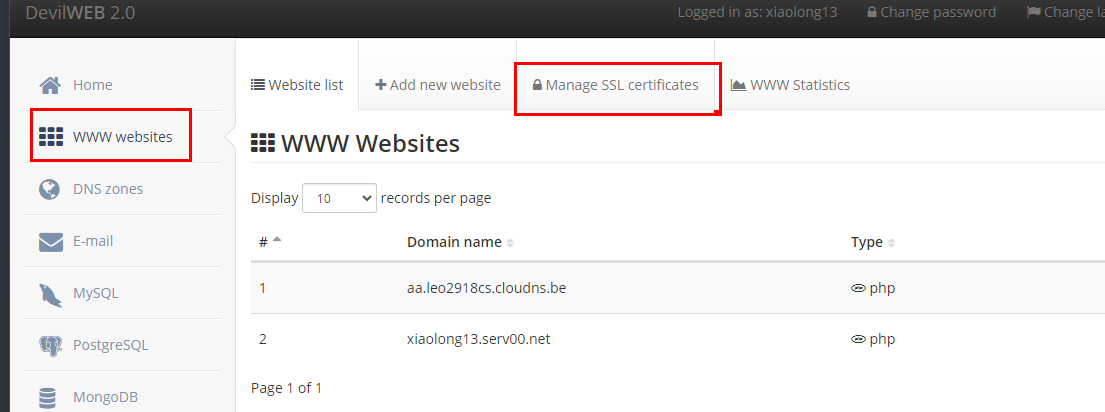 DevilWEB 2.0
Logged in as: xiaolong13 Change password Change la
Home
WWW websites
DNS zones
E-mail
MySQL
PostgreSQL
MongoDB
Website list Add new website Manage SSL certificates WWW Statistics
WWW Websites
Display 10 records per page
# Domain name Type
1 aa.leo2918cs.cloudns.be php
2 xiaolong13.serv00.net php
Page 1 of 1